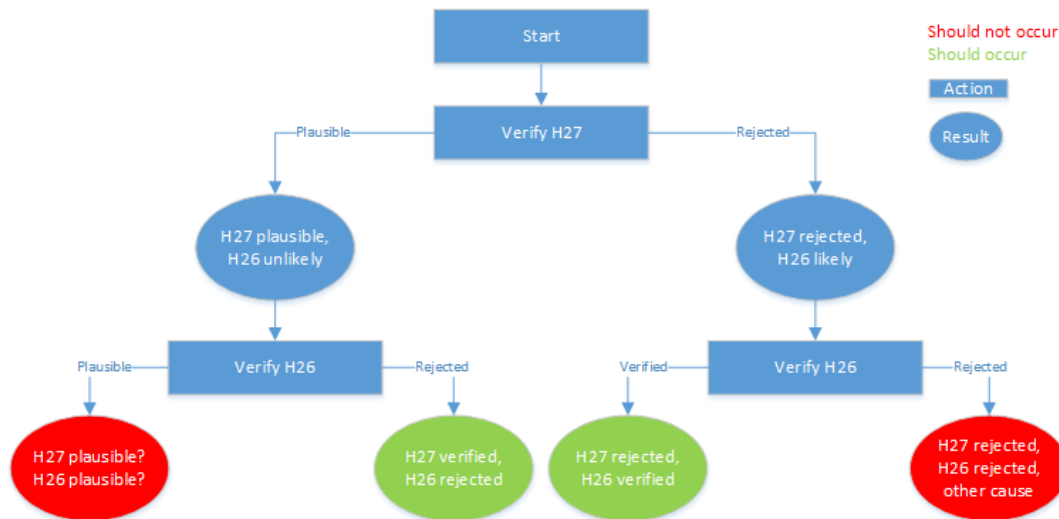 Start
Should not occur
Should occur
Action
Plausible
Verify H27
Rejected
Result
H27 plausible,
H26 unlikely
H27 rejected,
H26 likely
Plausible
Verify H26
Rejected
Verified
Verify H26
Rejected
H27 plausible?
H26 plausible?
H27 verified,
H26 rejected
H27 rejected,
H26 verified
H27 rejected,
H26 rejected,
other cause